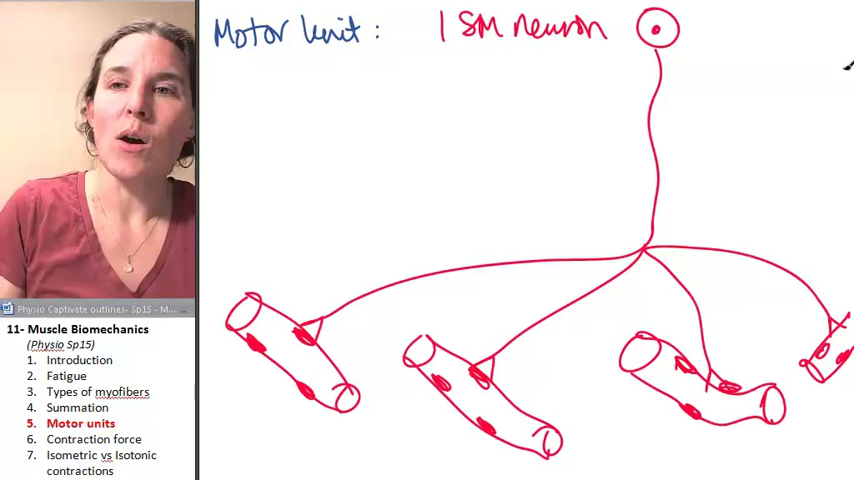 Motor Unit: 1 SM neuron
Physio Captivate outlines- Sp15 - M...
11- Muscle Biomechanics
(Physio Sp15)
1. Introduction
2. Fatigue
3. Types of myofibers
4. Summation
5. Motor units
6. Contraction force
7. Isometric vs Isotonic
contractions